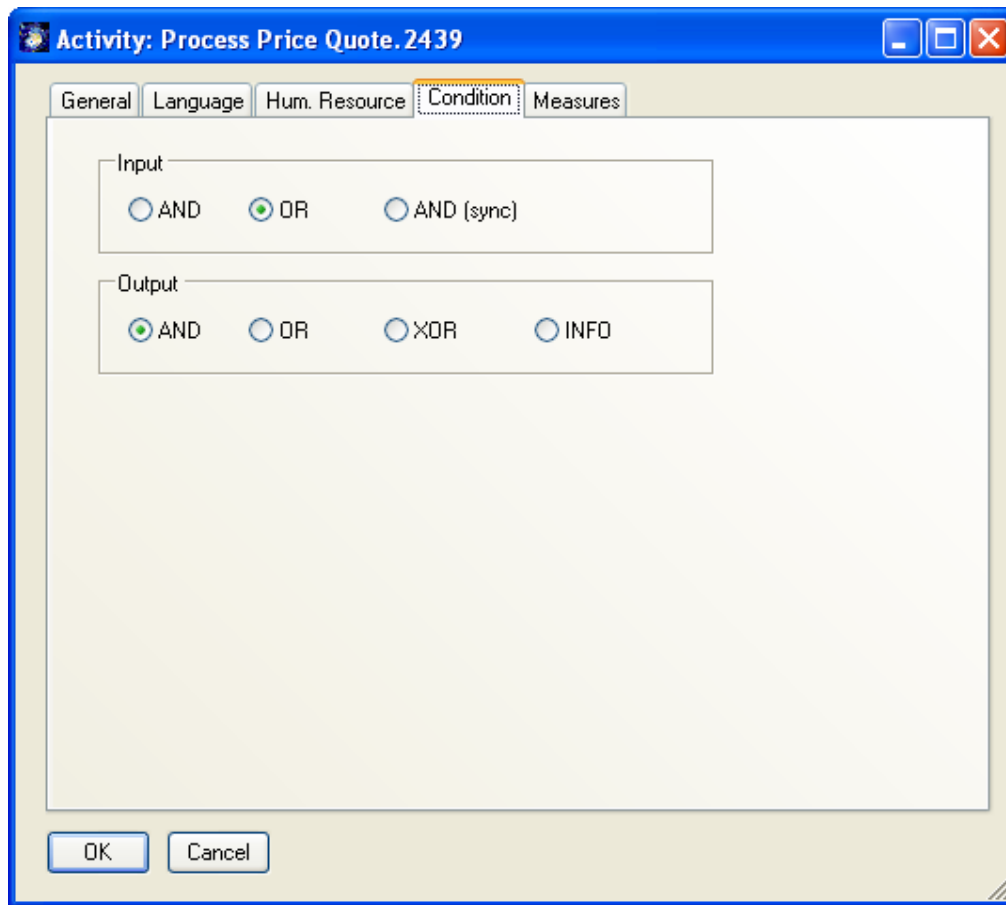 Activity: Process Price Quote.2439
General Language Hum. Resource Condition Measures
Input
AND OR AND (sync)
Output
AND OR XOR INFO
OK Cancel